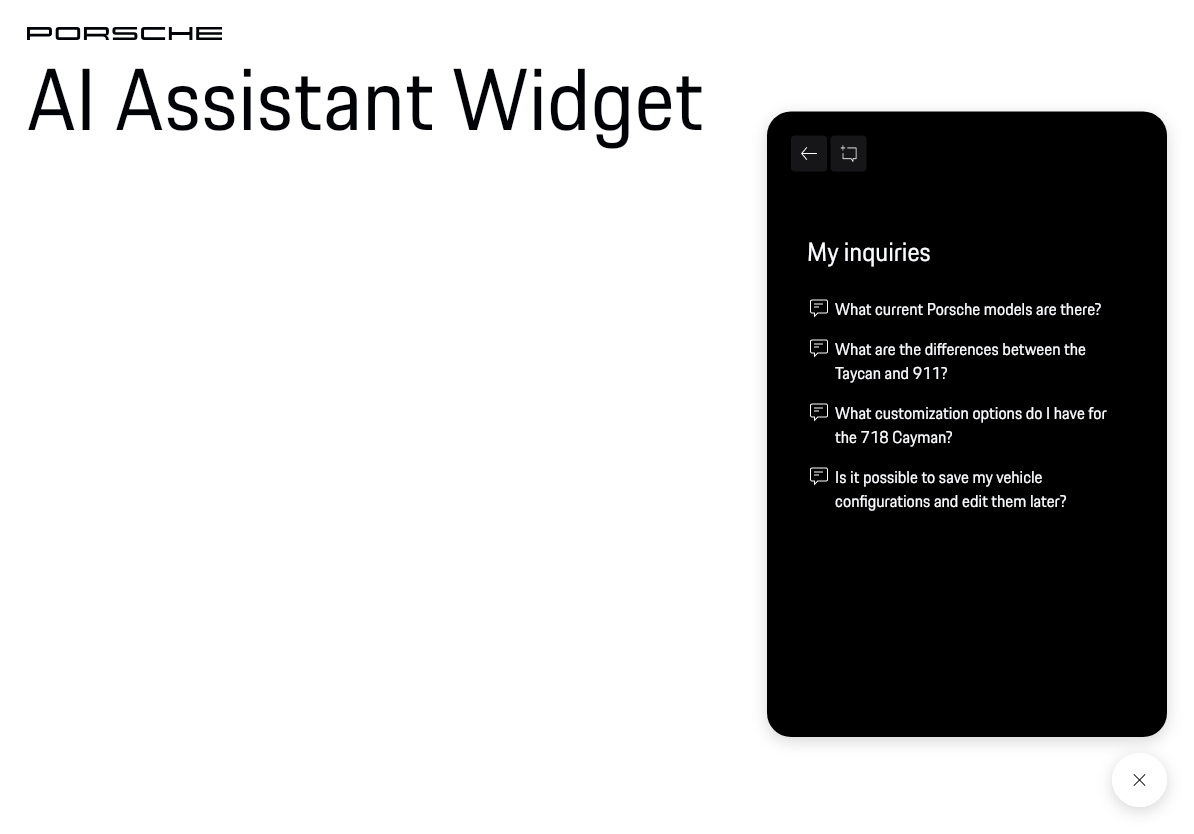 PORSCHE
AI Assistant Widget
My inquiries
What current Porsche models are there?
What are the differences between the
Taycan and 911?
What customization options do I have for
the 718 Cayman?
Is it possible to save my vehicle
configurations and edit them later?